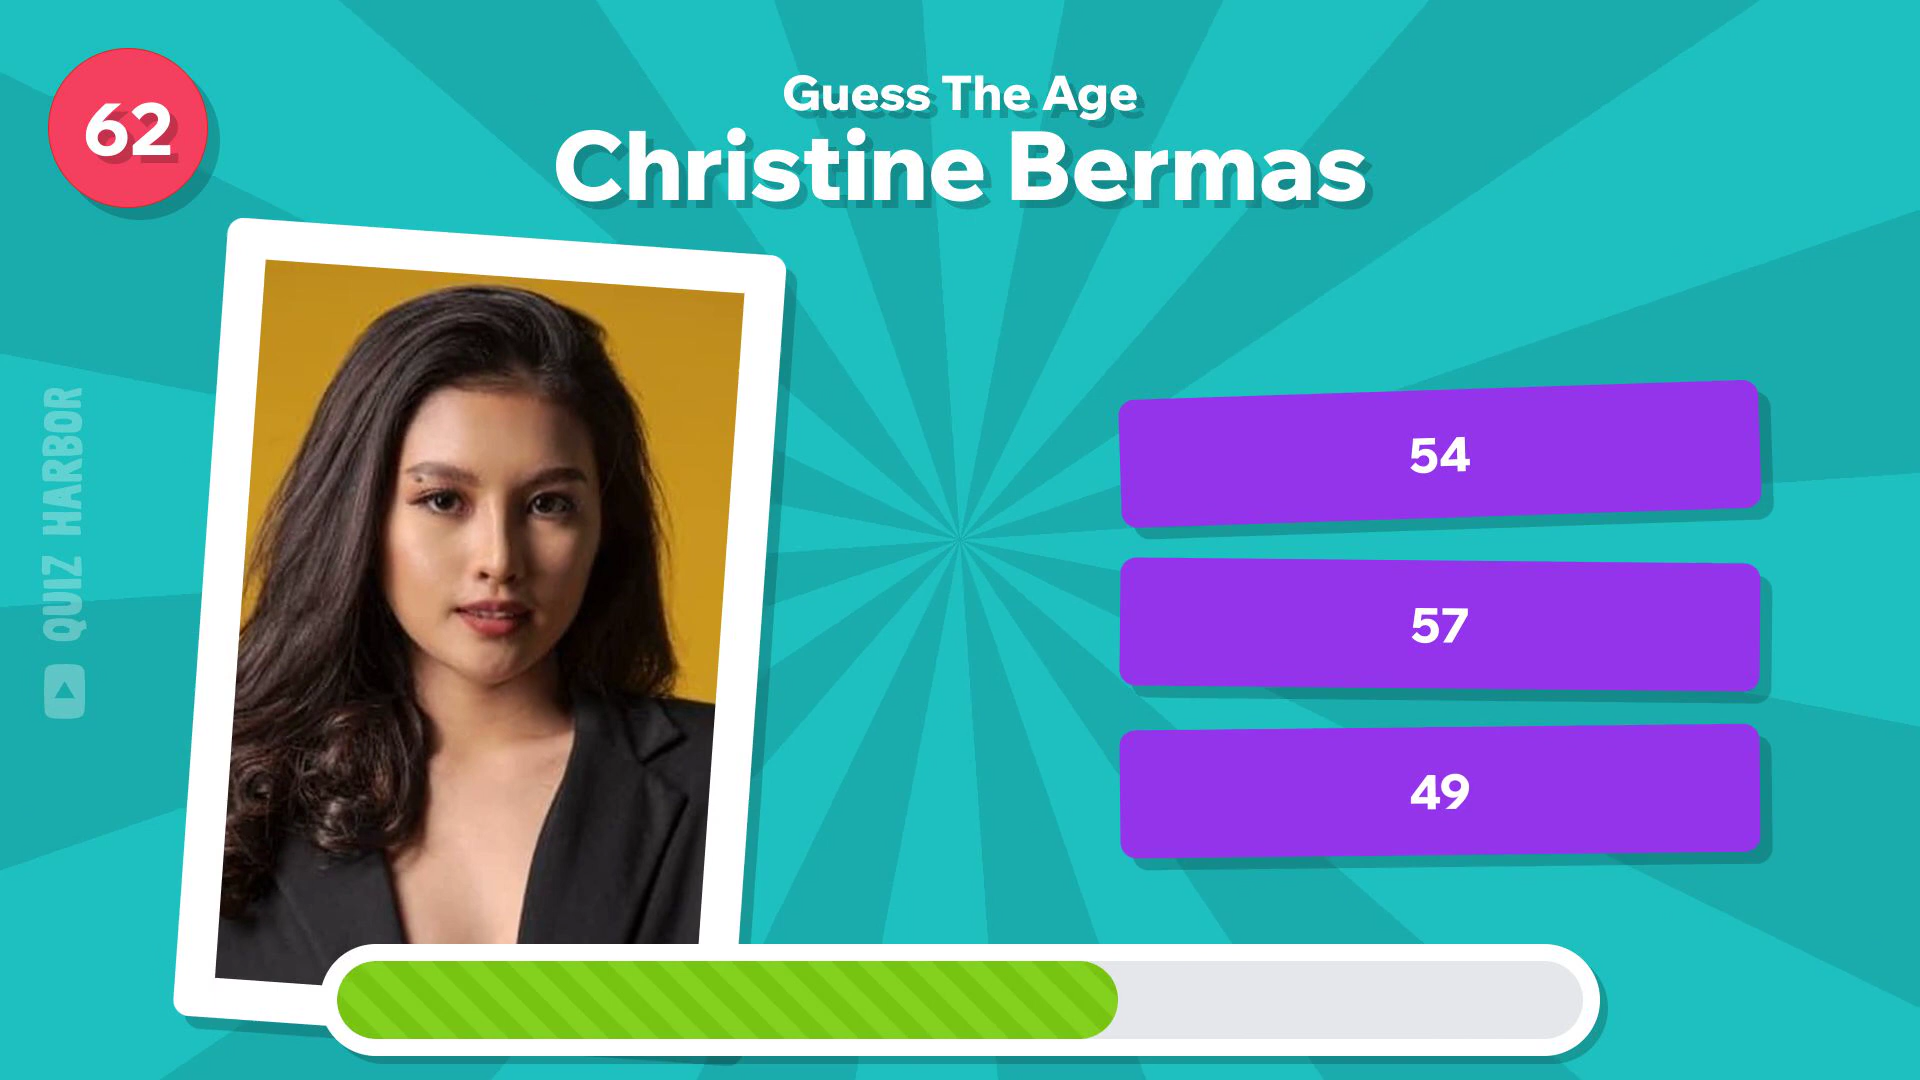 62
Guess The Age
Christine Bermas
QUIZ HARBOR
54
57
49